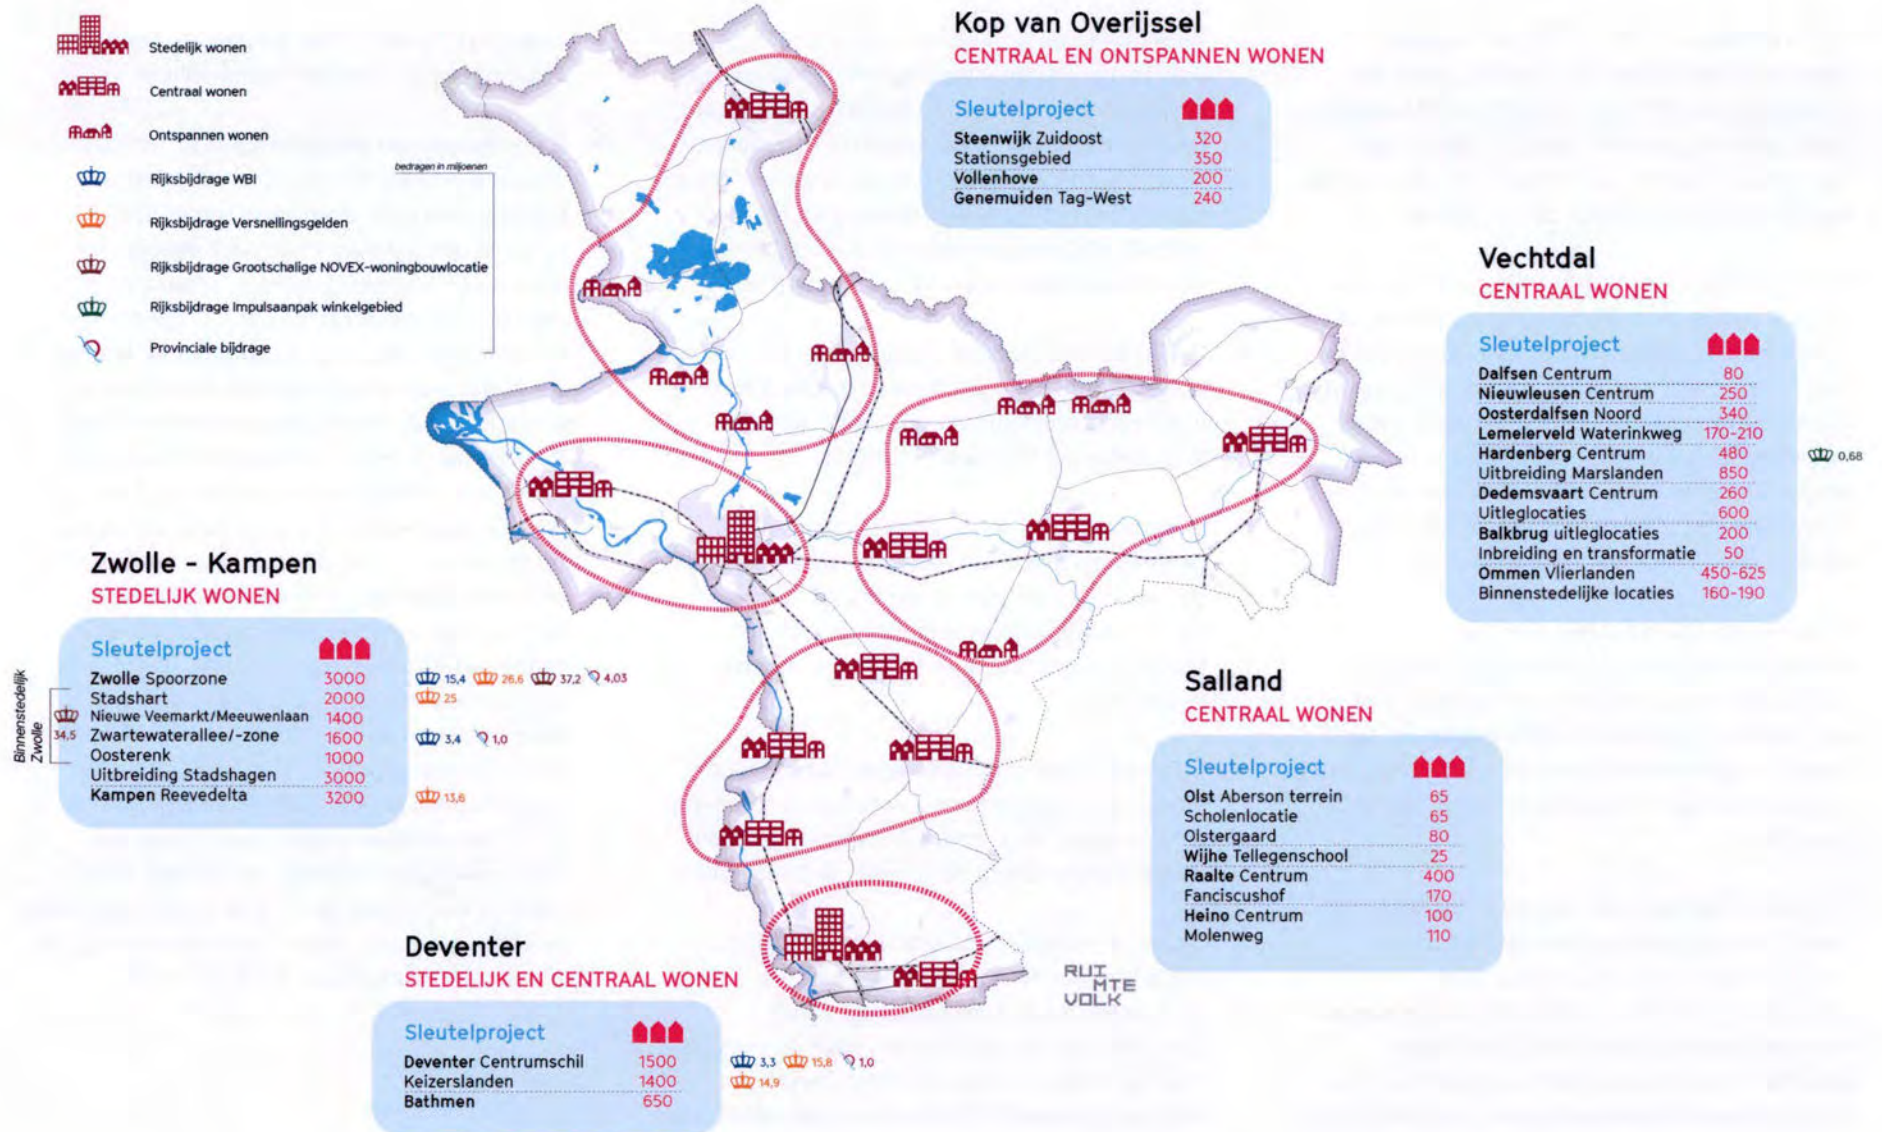 Stedelijk wonen
Centraal wonen
Ontspannen wonen
Rijksbijdrage WBI
Rijksbijdrage Versnellingsgelden
Rijksbijdrage Grootschalige NOVEX-woningbouwlocatie
Rijksbijdrage Impulsaanpak winkelgebied
Provinciale bijdrage
bedragen in miljoenen
Kop van Overijssel
CENTRAAL EN ONTSPANNEN WONEN
Sleutelproject
Steenwijk Zuidoost 320
Stationsgebied 350
Vollenhove 200
Genemuiden Tag-West 240
Vechtdal
CENTRAAL WONEN
Sleutelproject
Dalfsen Centrum 80
Nieuwleusen Centrum 250
Oosterdalfsen Noord 340
Lemelerveld Waterinkweg 170-210
Hardenberg Centrum 480 0,68
Uitbreiding Marslanden 850
Dedemsvaart Centrum 260
Uitleglocaties 600
Balkbrug uitleglocaties 200
Inbreiding en transformatie 50
Ommen Vlierlanden 450-625
Binnenstedelijke locaties 160-190
Zwolle - Kampen
STEDELIJK WONEN
Sleutelproject
Zwolle Spoorzone 3000 15,4 26,6 37,2 4,03
Stadshart 2000 25
Nieuwe Veemarkt/Meeuwenlaan 1400
Zwartewaterallee/-zone 1600 3,4 1,0
Oosterenk 1000
Uitbreiding Stadshagen 3000
Kampen Reevedelta 3200 13,6
Binnenstedelijk
Zwolle
34,5
Salland
CENTRAAL WONEN
Sleutelproject
Olst Aberson terrein 65
Scholenlocatie 65
Olstergaard 80
Wijhe Tellegenschool 25
Raalte Centrum 400
Fanciscushof 170
Heino Centrum 100
Molenweg 110
Deventer
STEDELIJK EN CENTRAAL WONEN
Sleutelproject
Deventer Centrumschil 1500 3,3 15,8 1,0
Keizerslanden 1400 14,9
Bathmen 650
RUI
MTE
VOLK